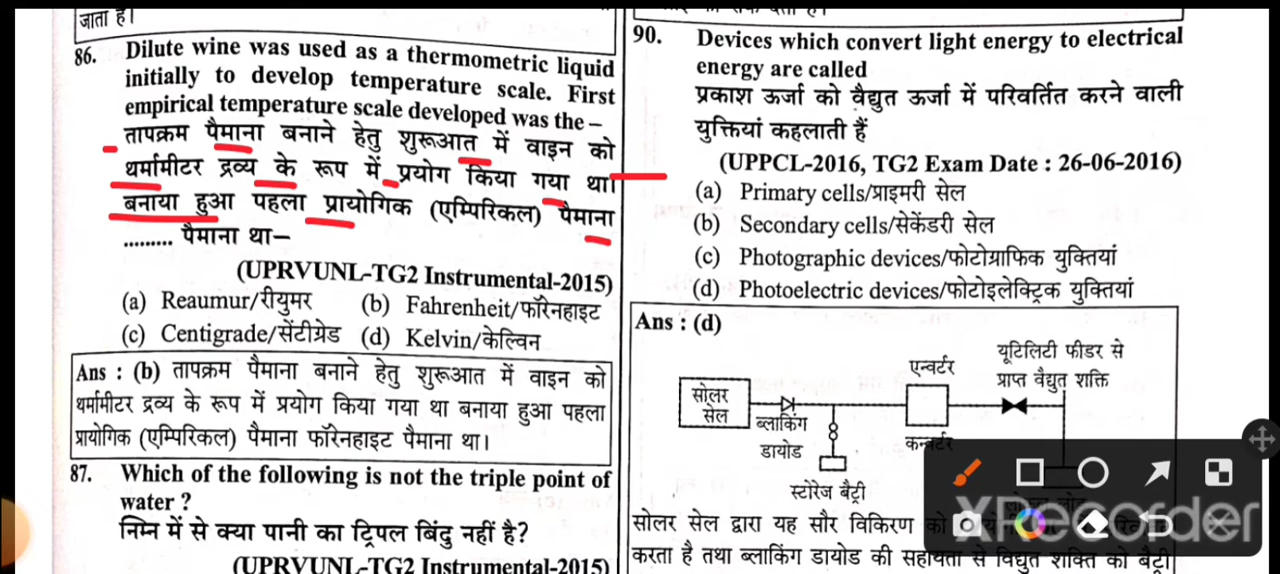 जाता है।
86. Dilute wine was used as a thermometric liquid
initially to develop temperature scale. First
empirical temperature scale developed was the –
तापक्रम पैमाना बनाने हेतु शुरूआत में वाइन को
थर्मामीटर द्रव्य के रूप में प्रयोग किया गया था।
बनाया हुआ पहला प्रायोगिक (एम्पिरिकल) पैमाना
......... पैमाना था–
(UPRVUNL-TG2 Instrumental-2015)
(a) Reaumur/रीयुमर (b) Fahrenheit/फॉरेनहाइट
(c) Centigrade/सेंटीग्रेड (d) Kelvin/केल्विन
Ans : (b) तापक्रम पैमाना बनाने हेतु शुरूआत में वाइन को
थर्मामीटर द्रव्य के रूप में प्रयोग किया गया था बनाया हुआ पहला
प्रायोगिक (एम्पिरिकल) पैमाना फॉरेनहाइट पैमाना था।
87. Which of the following is not the triple point of
water ?
निम्न में से क्या पानी का ट्रिपल बिंदु नहीं है?
(UPRVUNL-TG2 Instrumental-2015)
90. Devices which convert light energy to electrical
energy are called
प्रकाश ऊर्जा को वैद्युत ऊर्जा में परिवर्तित करने वाली
युक्तियां कहलाती हैं
(UPPCL-2016, TG2 Exam Date : 26-06-2016)
(a) Primary cells/प्राइमरी सेल
(b) Secondary cells/सेकेंडरी सेल
(c) Photographic devices/फोटोग्राफिक युक्तियां
(d) Photoelectric devices/फोटोइलेक्ट्रिक युक्तियां
Ans : (d)
सोलर
सेल
ब्लाकिंग
डायोड
स्टोरेज बैट्री
एन्वर्टर
कन्वर्टर
यूटिलिटी फीडर से
प्राप्त वैद्युत शक्ति
सोलर सेल द्वारा यह सौर विकिरण को
करता है तथा ब्लाकिंग डायोड की सहायता से विद्युत शक्ति को बैट्री
XRecorder